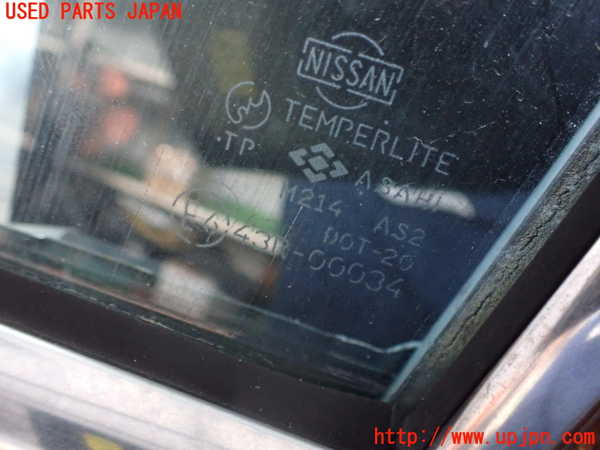 USED PARTS JAPAN
NISSAN
TEMPERLITE
TP
ASAHI
M214 AS2
DOT-20
43R-00034
http://www.upjpn.com/